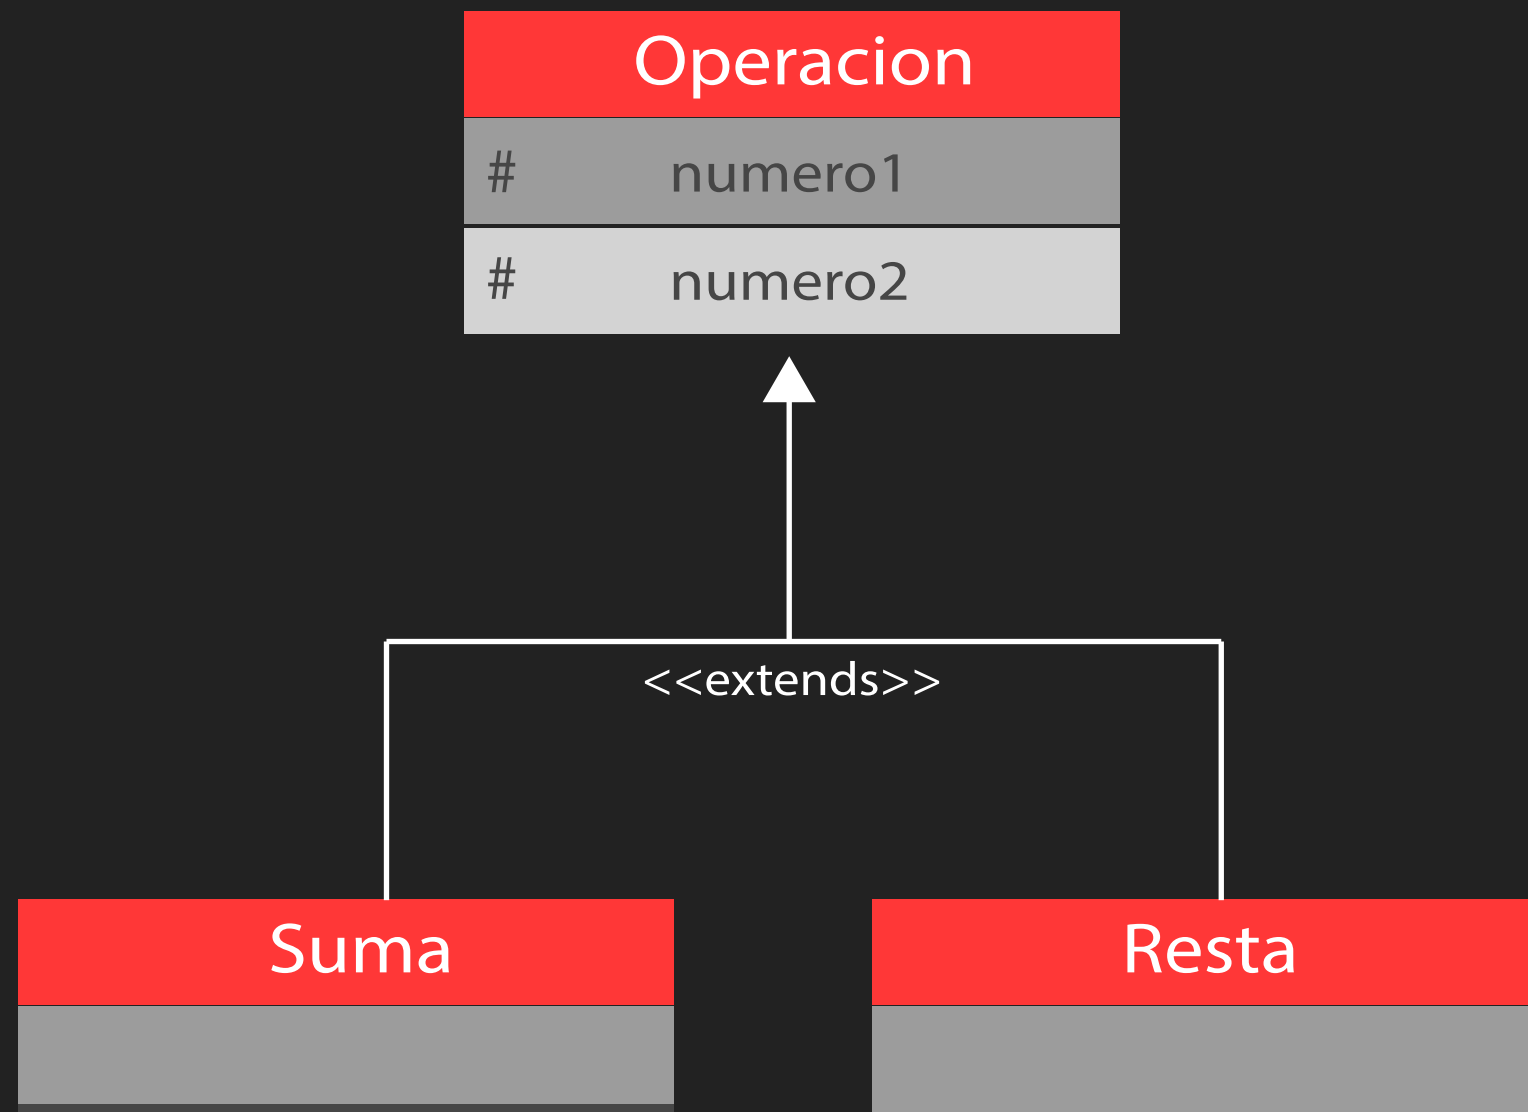 Operacion
# numero1
# numero2
<<extends>>
Suma
Resta